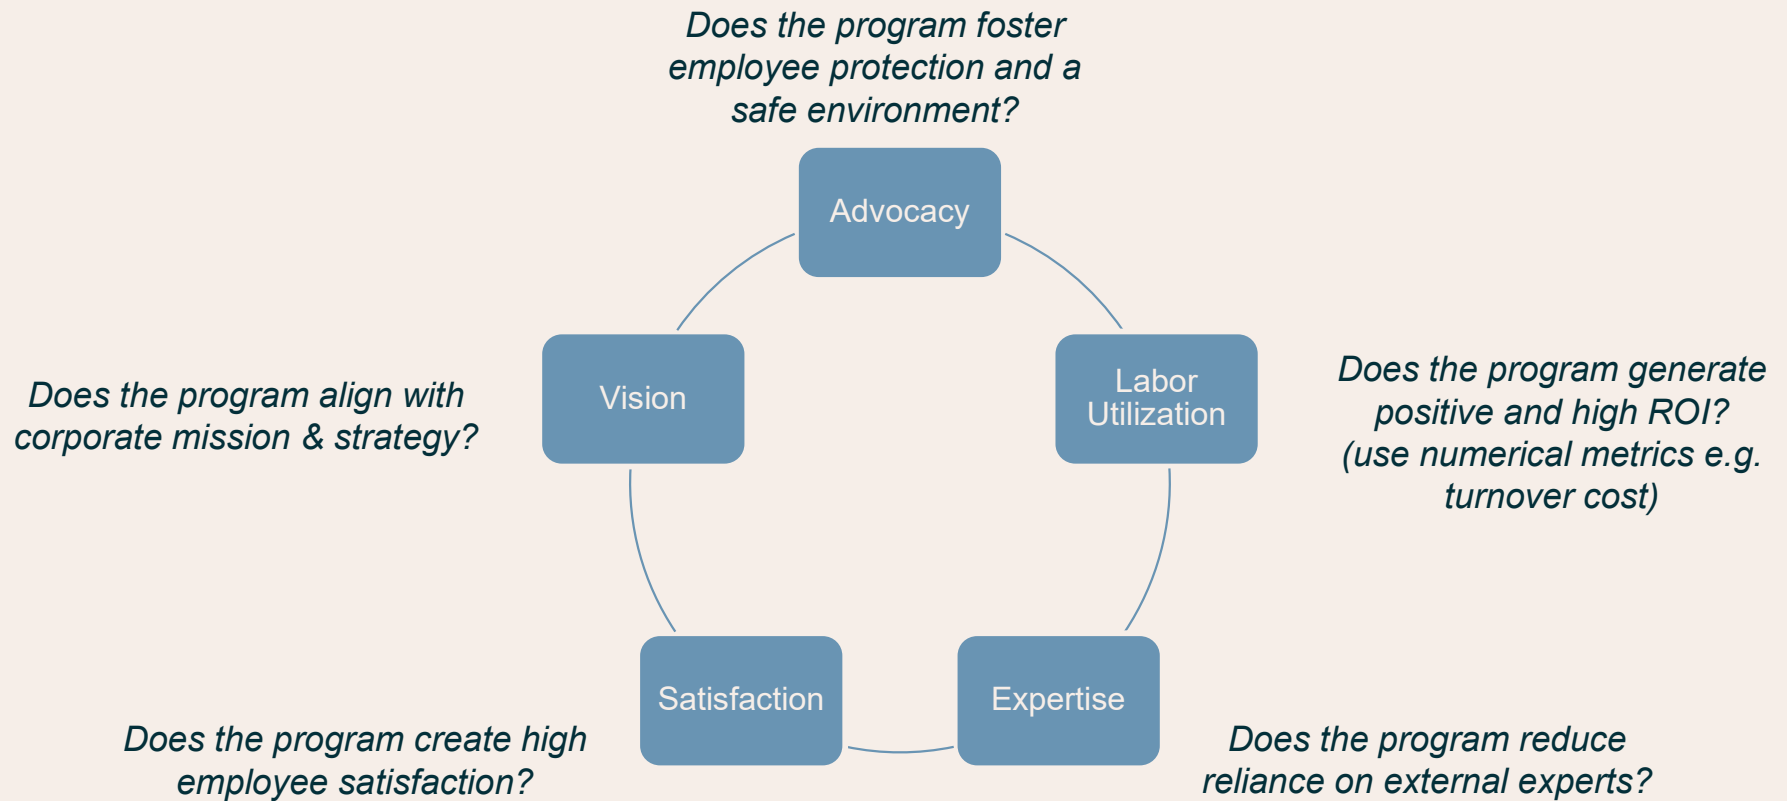 Does the program foster
employee protection and a
safe environment?
Advocacy
Labor
Utilization
Does the program generate
positive and high ROI?
(use numerical metrics e.g.
turnover cost)
Expertise
Does the program reduce
reliance on external experts?
Satisfaction
Does the program create high
employee satisfaction?
Vision
Does the program align with
corporate mission & strategy?